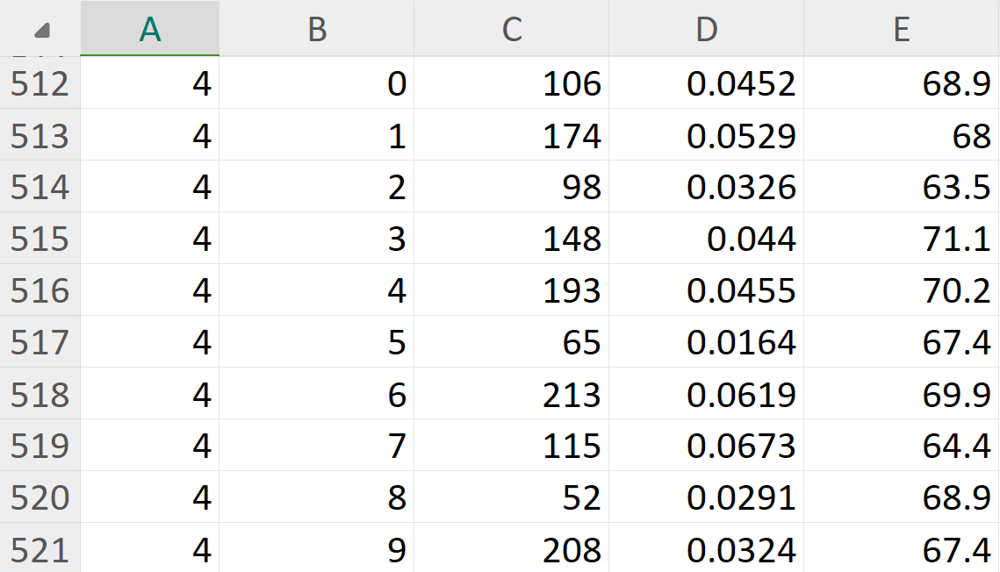 A B C D E
512 4 0 106 0.0452 68.9
513 4 1 174 0.0529 68
514 4 2 98 0.0326 63.5
515 4 3 148 0.044 71.1
516 4 4 193 0.0455 70.2
517 4 5 65 0.0164 67.4
518 4 6 213 0.0619 69.9
519 4 7 115 0.0673 64.4
520 4 8 52 0.0291 68.9
521 4 9 208 0.0324 67.4